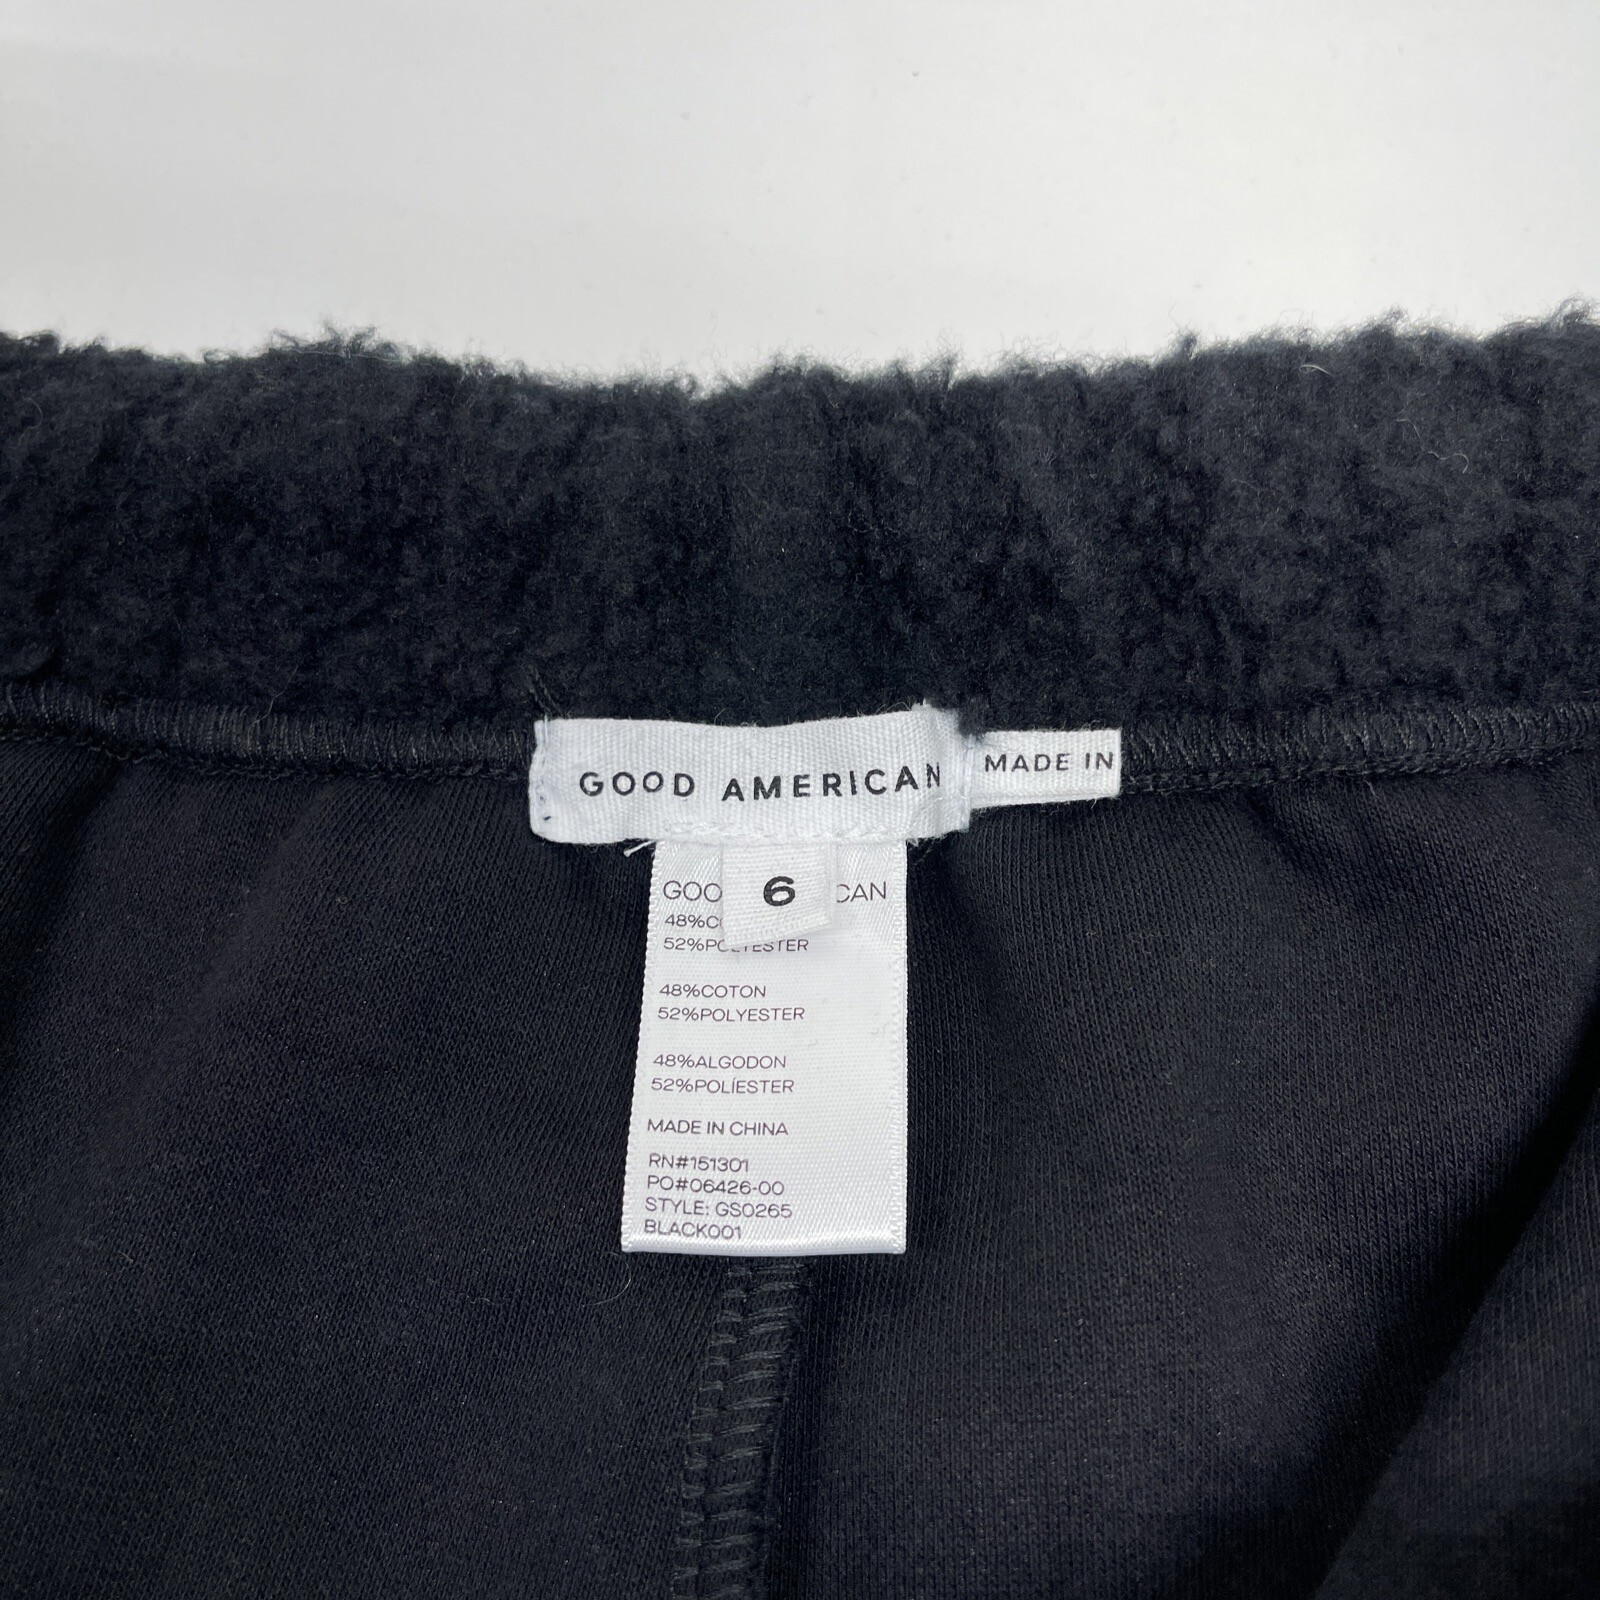 GOOD AMERICAN
MADE IN
6
GOO CAN
48%C
52%POLYESTER
48%COTON
52%POLYESTER
48%ALGODON
52%POLÍESTER
MADE IN CHINA
RN#151301
PO#06426-00
STYLE: GS0265
BLACK001